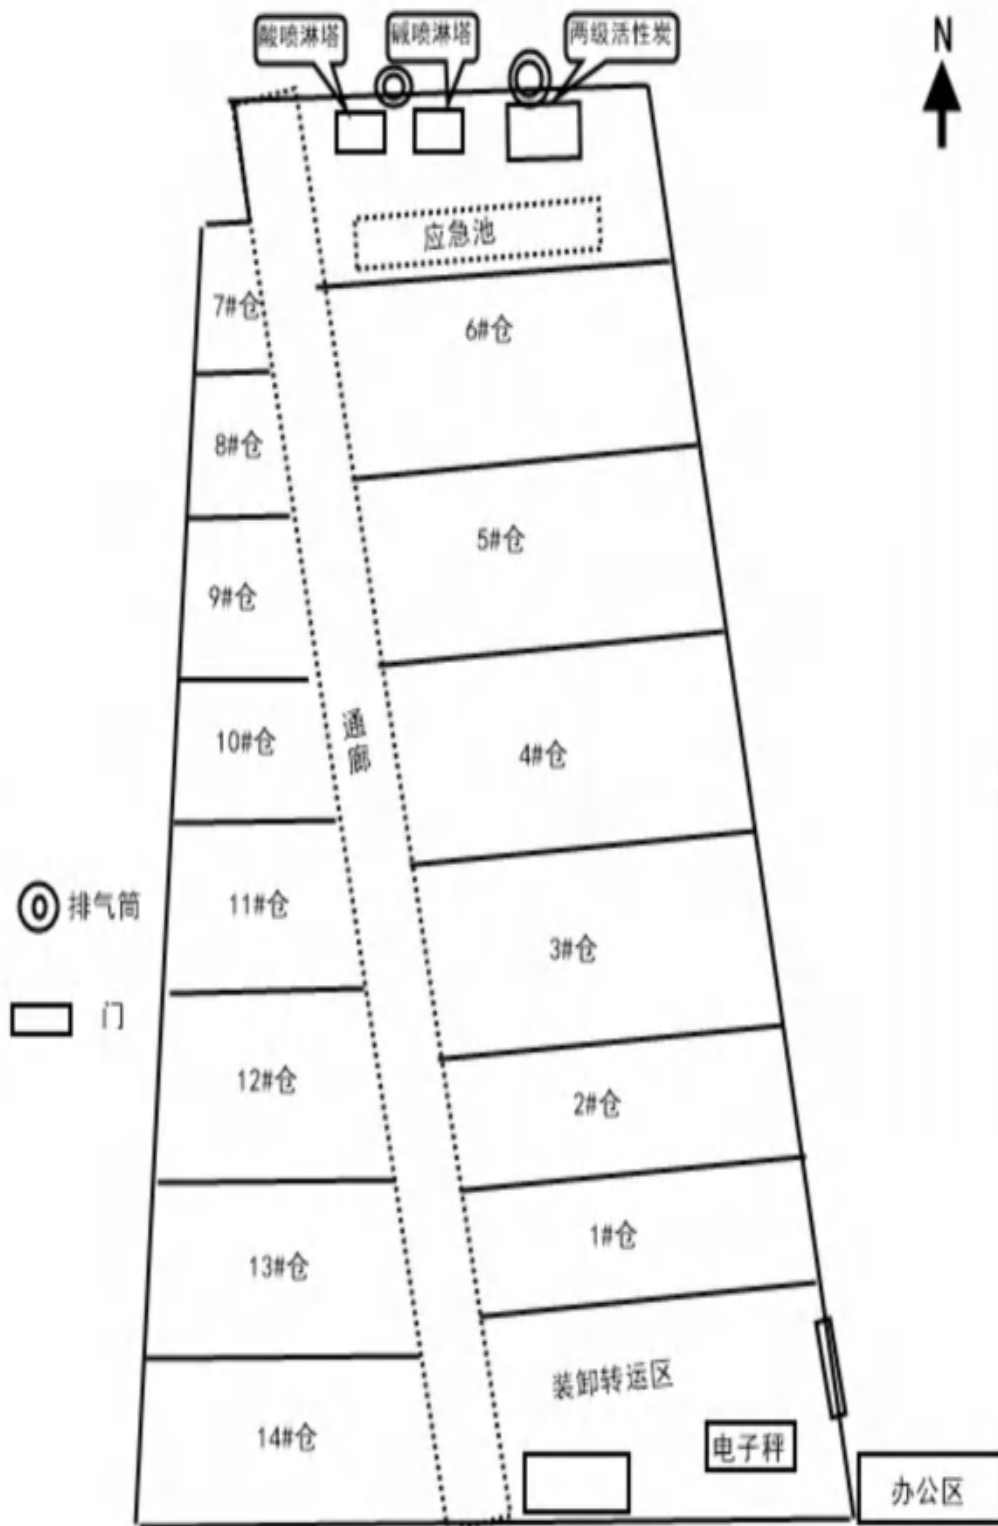 酸喷淋塔
碱喷淋塔
两级活性炭
N
应急池
7#仓
6#仓
8#仓
5#仓
9#仓
通廊
10#仓
4#仓
11#仓
排气筒
3#仓
门
12#仓
2#仓
1#仓
13#仓
装卸转运区
14#仓
电子秤
办公区